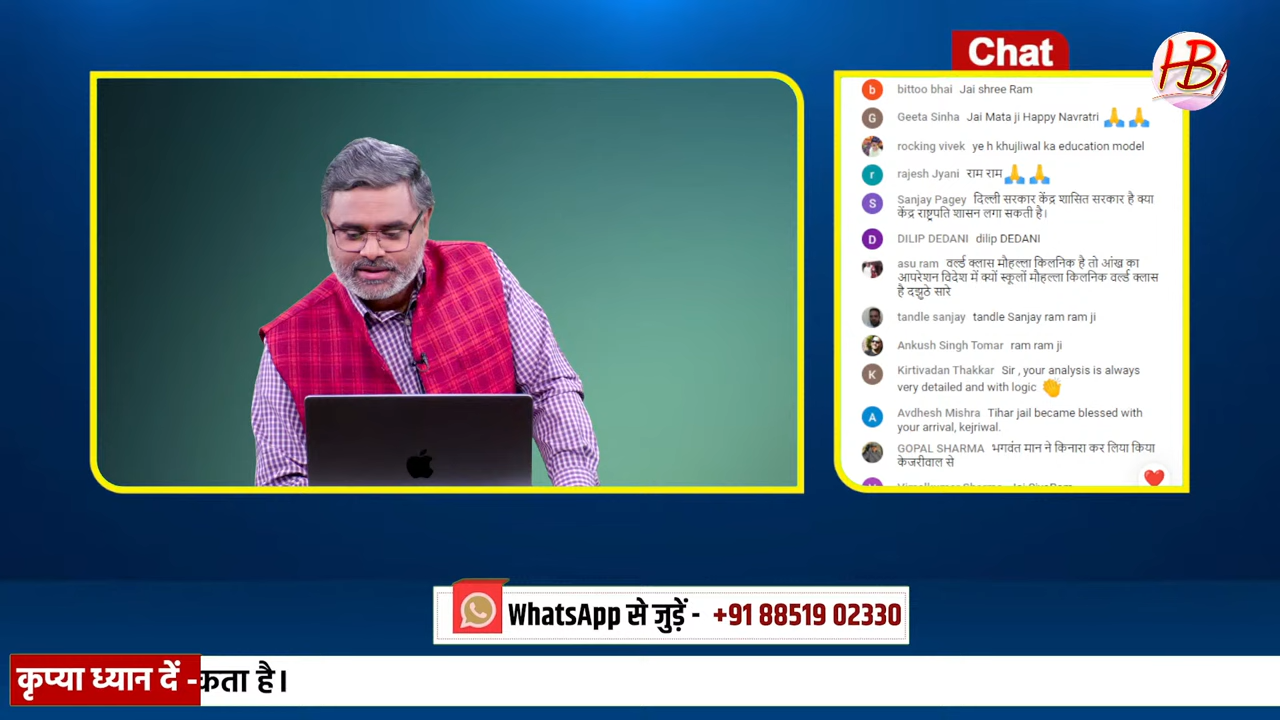 Chat
HBI
b bittoo bhai Jai shree Ram
G Geeta Sinha Jai Mata ji Happy Navratri 🙏 🙏
rocking vivek ye h khujliwal ka education model
r rajesh Jyani राम राम 🙏 🙏
S Sanjay Pagey दिल्ली सरकार केंद्र शासित सरकार है क्या
केंद्र राष्ट्रपति शासन लगा सकती है।
D DILIP DEDANI dilip DEDANI
asu ram वर्ल्ड क्लास मौहल्ला किलनिक है तो आंख का
आपरेशन विदेश में क्यों स्कूलों मौहल्ला किलनिक वर्ल्ड क्लास
है दझुठे सारे
tandle sanjay tandle Sanjay ram ram ji
Ankush Singh Tomar ram ram ji
K Kirtivadan Thakkar Sir , your analysis is always
very detailed and with logic 👏
A Avdhesh Mishra Tihar jail became blessed with
your arrival, kejriwal.
GOPAL SHARMA भगवंत मान ने किनारा कर लिया किया
केजरीवाल से
WhatsApp से जुड़ें - +91 88519 02330
कृप्या ध्यान दें - कता है।